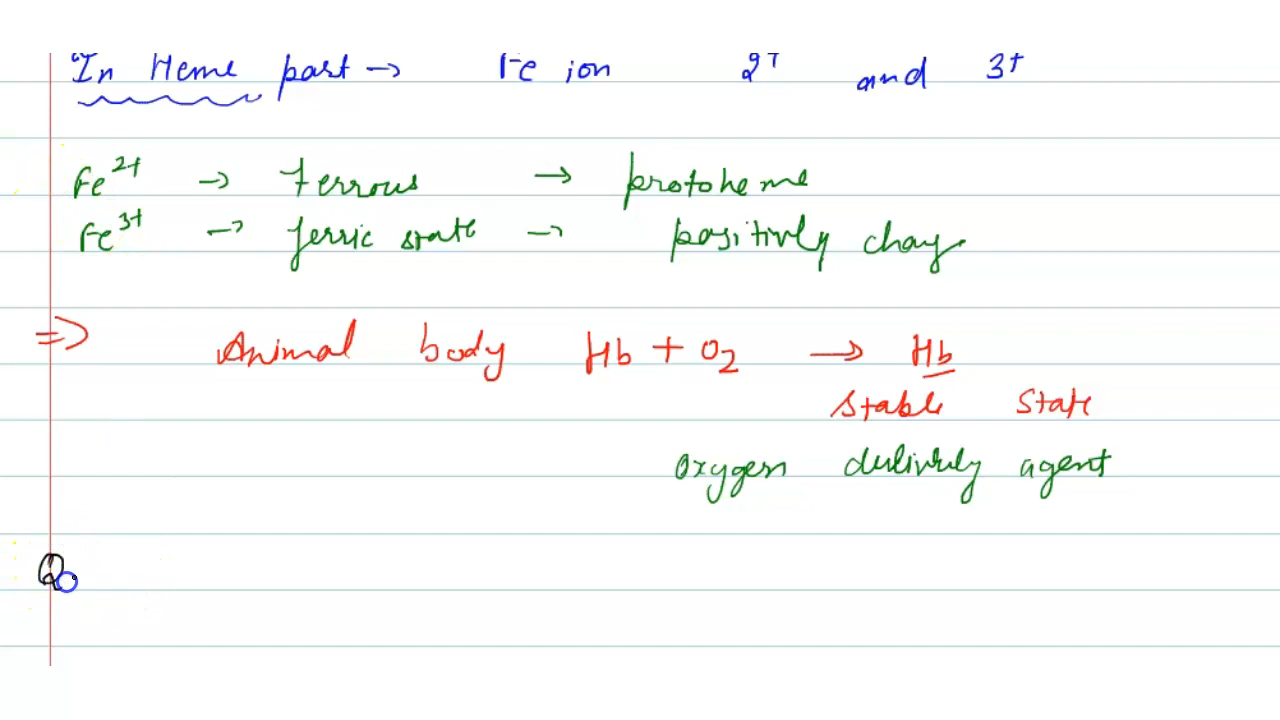 In Heme part → Fe ion 2+ and 3+
Fe2+ → ferrous → protoheme
Fe3+ → ferric state → positively charg
⇒ Animal body Hb + O2 → Hb
stable state
oxygen
agent
Q